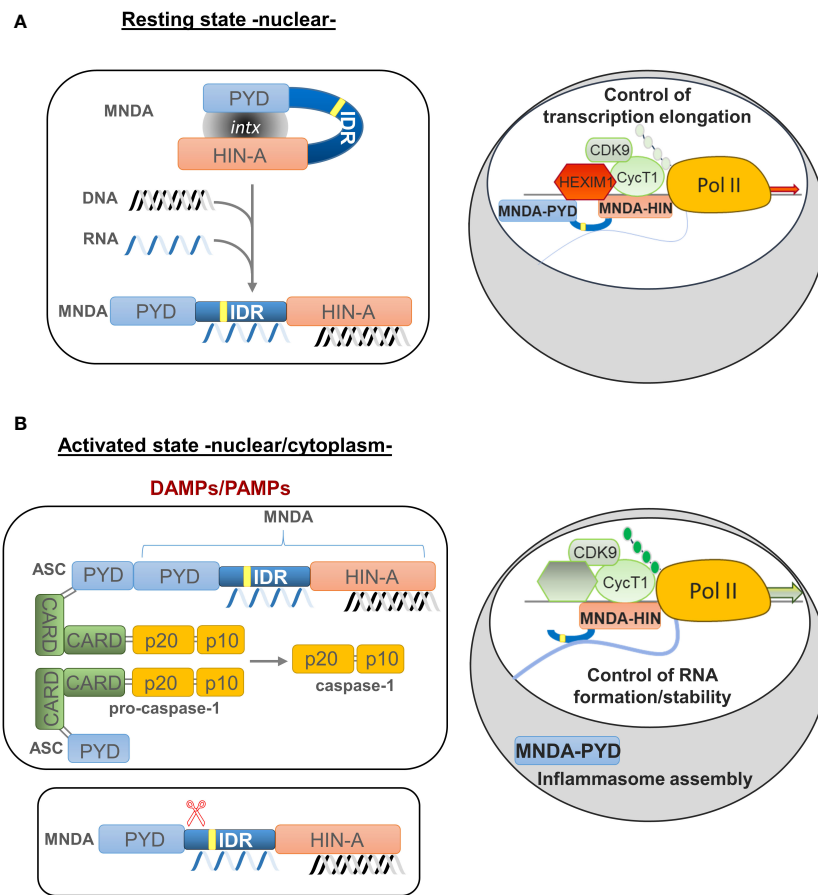 A
Resting state -nuclear-
MNDA
PYD
intx
IDR
HIN-A
DNA
RNA
MNDA
PYD
IDR
HIN-A
Control of
transcription elongation
CDK9
HEXIM1
CycT1
Pol II
MNDA-PYD
MNDA-HIN
B
Activated state -nuclear/cytoplasm-
DAMPs/PAMPs
MNDA
ASC
PYD
PYD
IDR
HIN-A
CARD
CARD
p20
p10
p20
p10
caspase-1
CARD
CARD
p20
p10
pro-caspase-1
ASC
PYD
MNDA
PYD
IDR
HIN-A
CDK9
CycT1
Pol II
MNDA-HIN
Control of RNA
formation/stability
MNDA-PYD
Inflammasome assembly